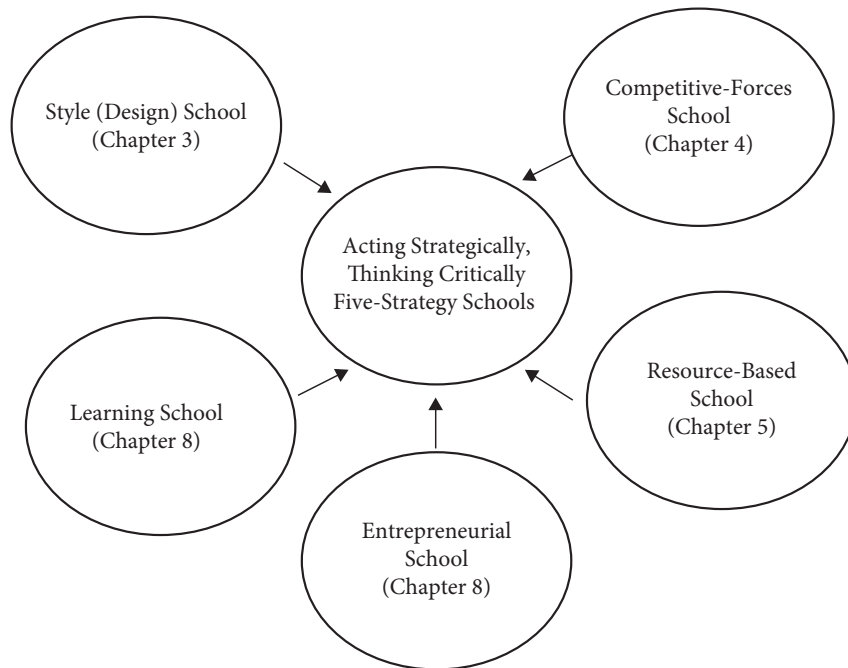 Style (Design) School
(Chapter 3)
Competitive-Forces
School
(Chapter 4)
Acting Strategically,
Thinking Critically
Five-Strategy Schools
Learning School
(Chapter 8)
Resource-Based
School
(Chapter 5)
Entrepreneurial
School
(Chapter 8)